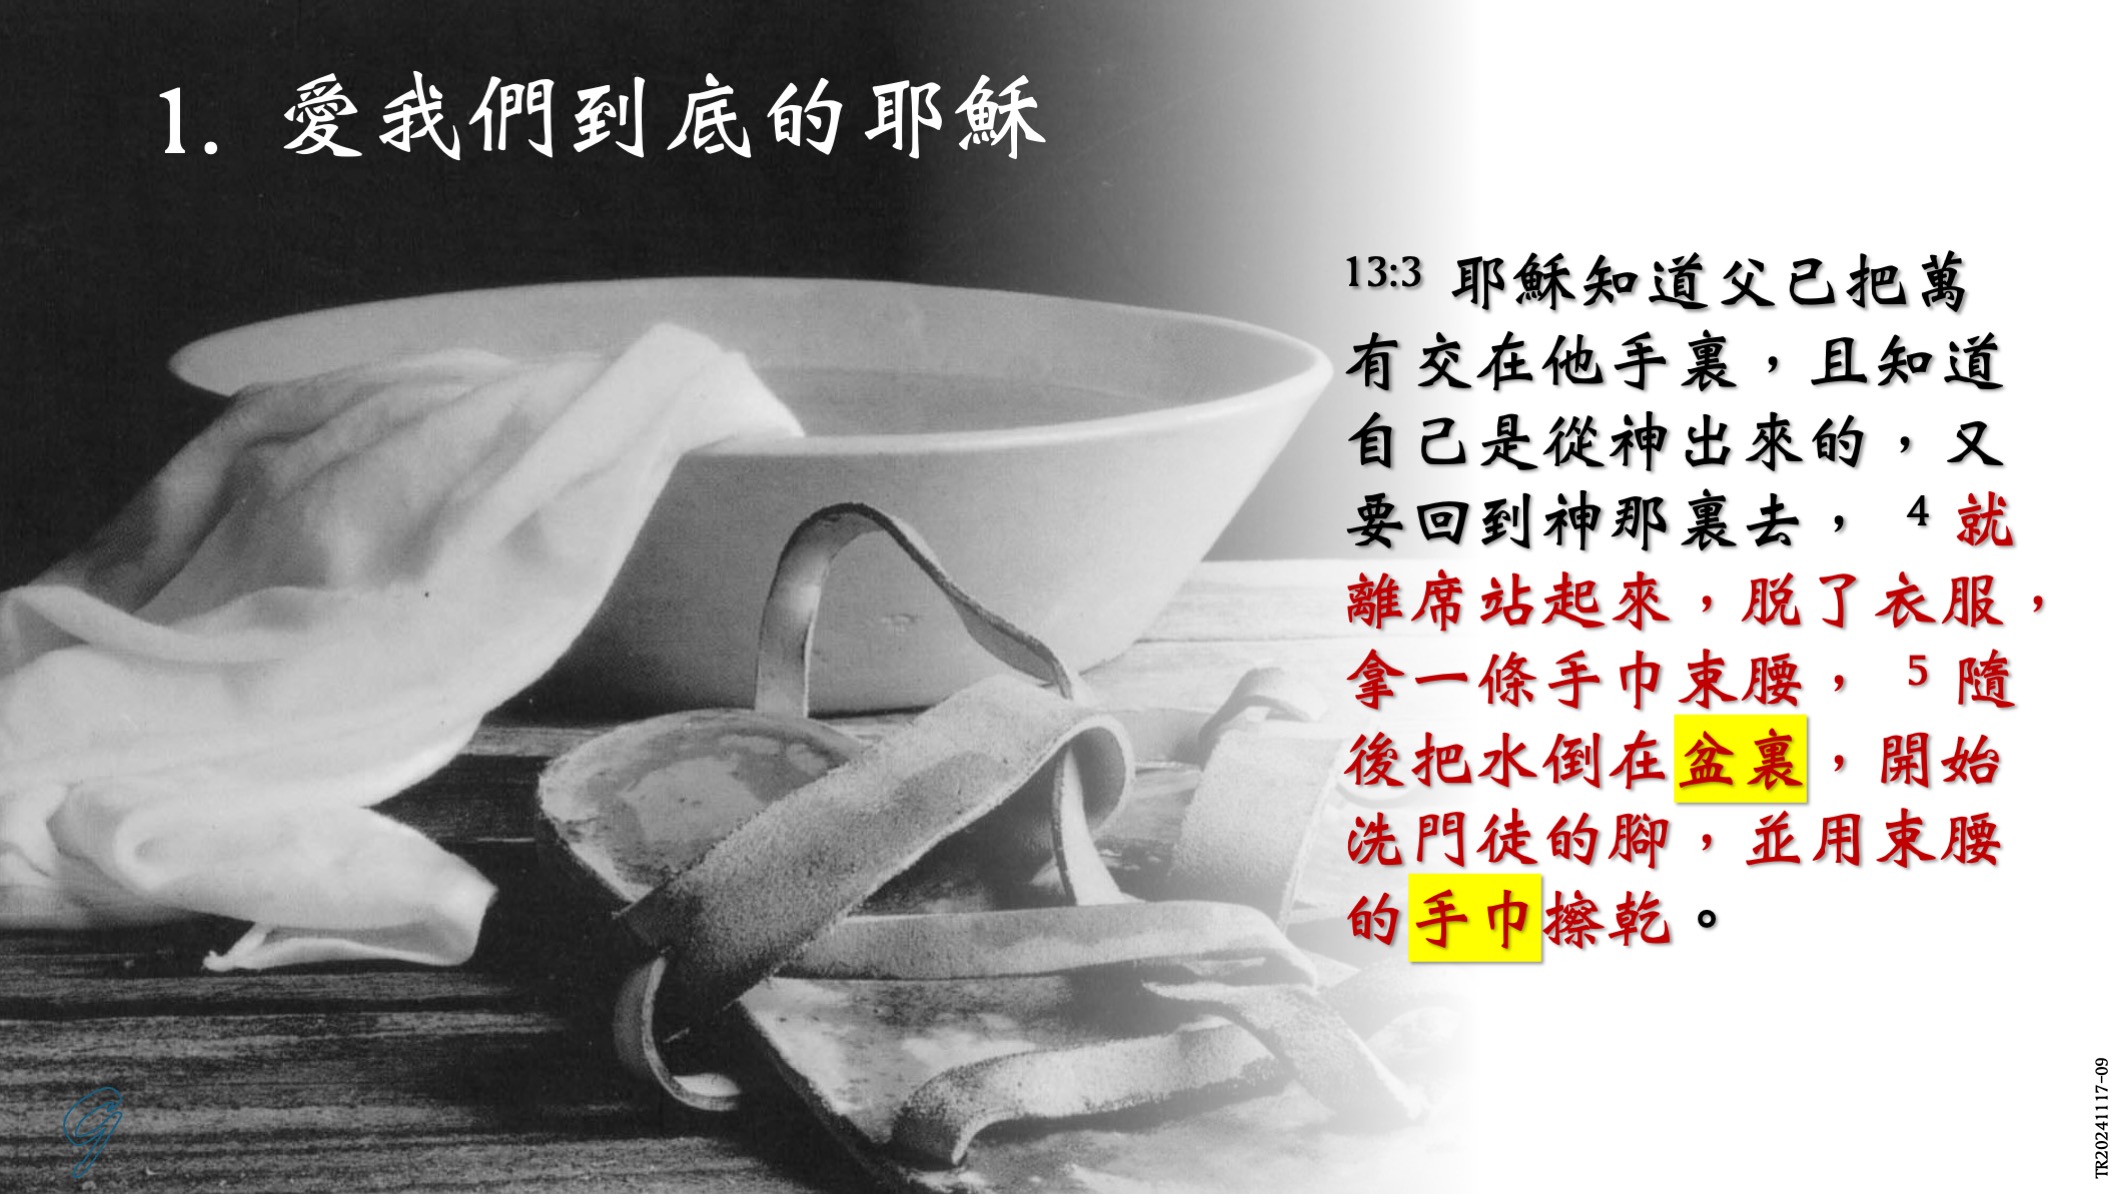 1. 愛我們到底的耶穌
13:3 耶穌知道父已把萬
有交在他手裏，且知道
自己是從神出來的，又
要回到神那裏去， 4 就
離席站起來，脱了衣服，
拿一條手巾束腰， 5 隨
後把水倒在盆裏，開始
洗門徒的腳，並用束腰
的手巾擦乾。
TR20241117-09